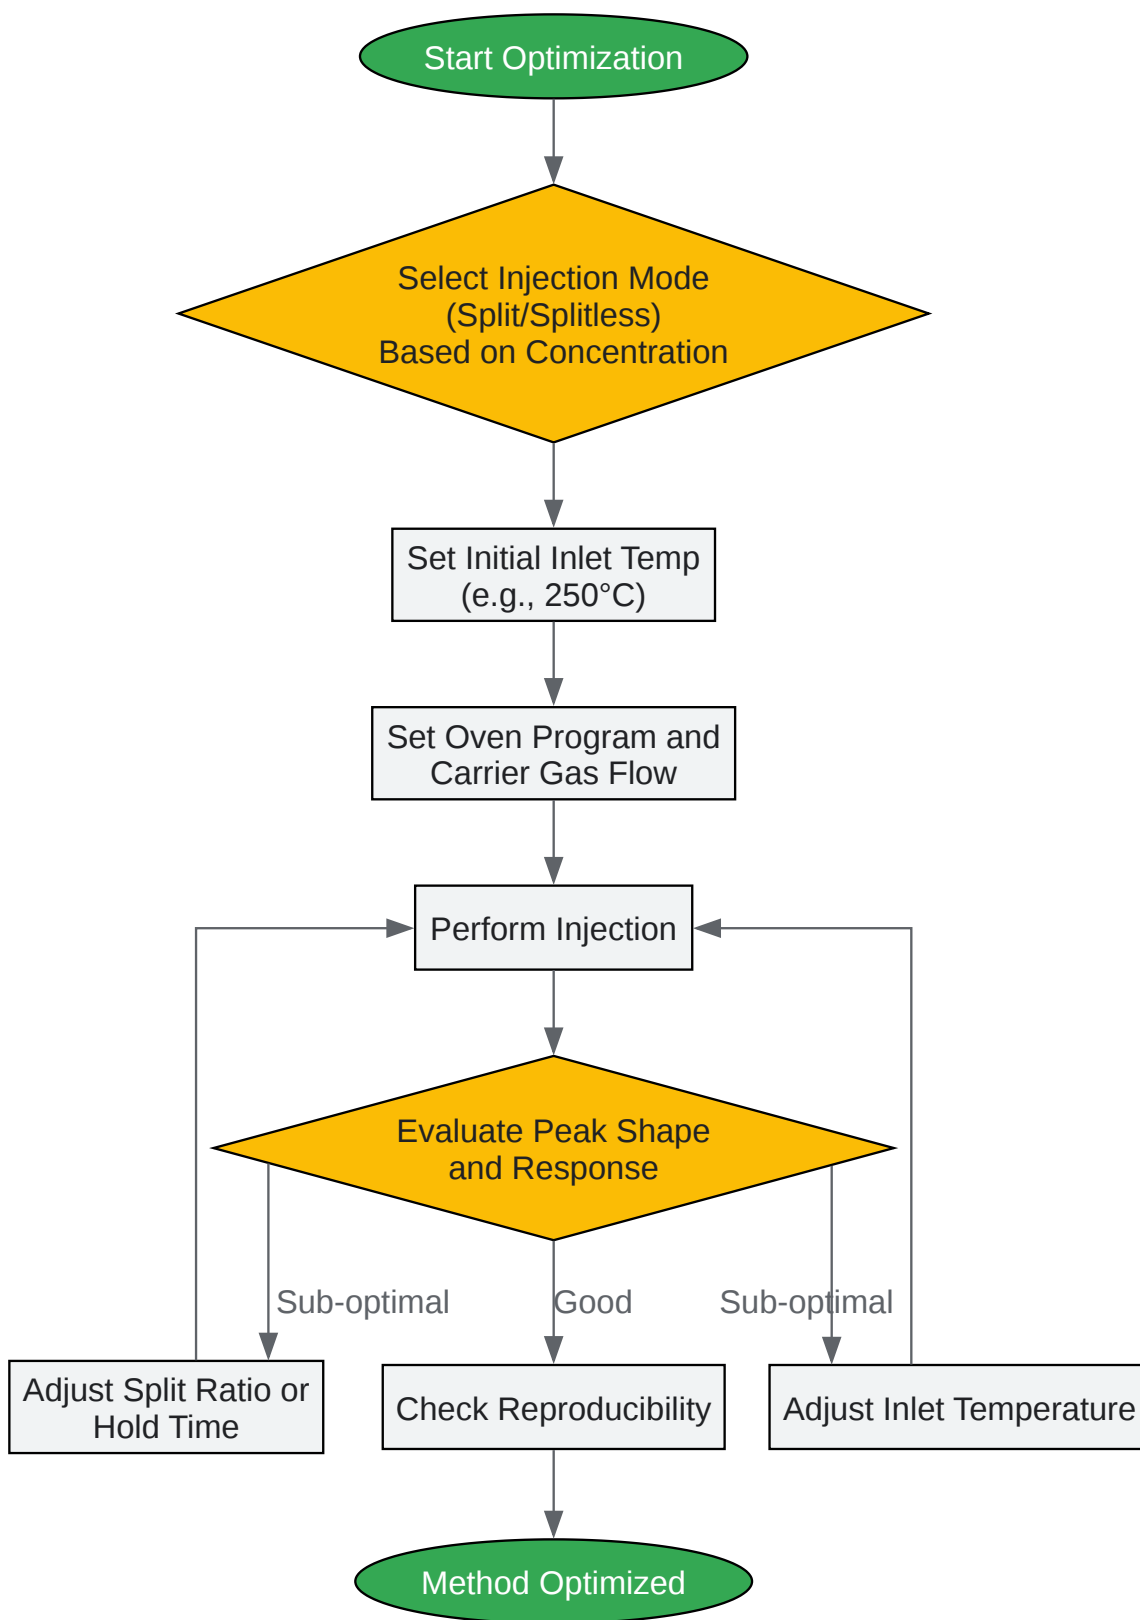 Start Optimization
Select Injection Mode
(Split/Splitless)
Based on Concentration
Set Initial Inlet Temp
(e.g., 250°C)
Set Oven Program and
Carrier Gas Flow
Perform Injection
Evaluate Peak Shape
and Response
Sub-optimal
Good
Sub-optimal
Adjust Split Ratio or
Hold Time
Check Reproducibility
Adjust Inlet Temperature
Method Optimized